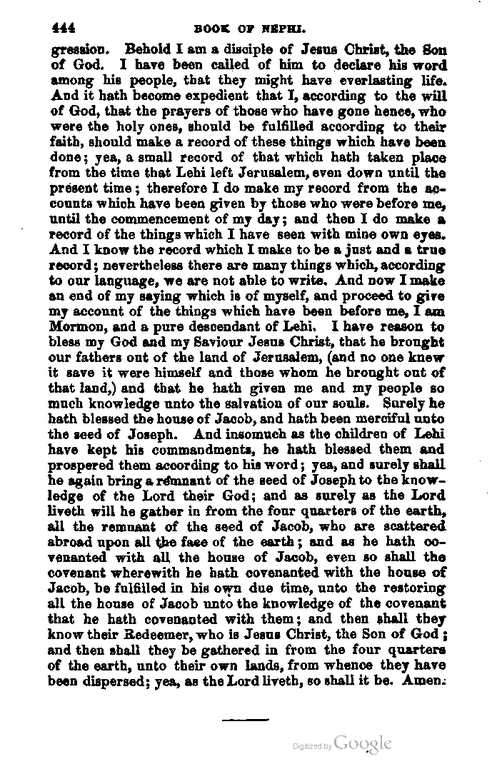 444 BOOK OF NEPHI.
gression. Behold I am a disciple of Jesus Christ, the Son
of God. I have been called of him to declare his word
among his people, that they might have everlasting life.
And it hath become expedient that I, according to the will
of God, that the prayers of those who have gone hence, who
were the holy ones, should be fulfilled according to their
faith, should make a record of these things which have been
done; yea, a small record of that which hath taken place
from the time that Lehi left Jerusalem, even down until the
present time; therefore I do make my record from the ac-
counts which have been given by those who were before me,
until the commencement of my day; and then I do make a
record of the things which I have seen with mine own eyes.
And I know the record which I make to be a just and a true
record; nevertheless there are many things which, according
to our language, we are not able to write. And now I make
an end of my saying which is of myself, and proceed to give
my account of the things which have been before me, I am
Mormon, and a pure descendant of Lehi. I have reason to
bless my God and my Saviour Jesus Christ, that he brought
our fathers out of the land of Jerusalem, (and no one knew
it save it were himself and those whom he brought out of
that land,) and that he hath given me and my people so
much knowledge unto the salvation of our souls. Surely he
hath blessed the house of Jacob, and hath been merciful unto
the seed of Joseph. And insomuch as the children of Lehi
have kept his commandments, he hath blessed them and
prospered them according to his word; yea, and surely shall
he again bring a remnant of the seed of Joseph to the know-
ledge of the Lord their God; and as surely as the Lord
liveth will he gather in from the four quarters of the earth,
all the remnant of the seed of Jacob, who are scattered
abroad upon all the face of the earth; and as he hath co-
venanted with all the house of Jacob, even so shall the
covenant wherewith he hath covenanted with the house of
Jacob, be fulfilled in his own due time, unto the restoring
all the house of Jacob unto the knowledge of the covenant
that he hath covenanted with them; and then shall they
know their Redeemer, who is Jesus Christ, the Son of God;
and then shall they be gathered in from the four quarters
of the earth, unto their own lands, from whence they have
been dispersed; yea, as the Lord liveth, so shall it be. Amen.
Digitized by Google